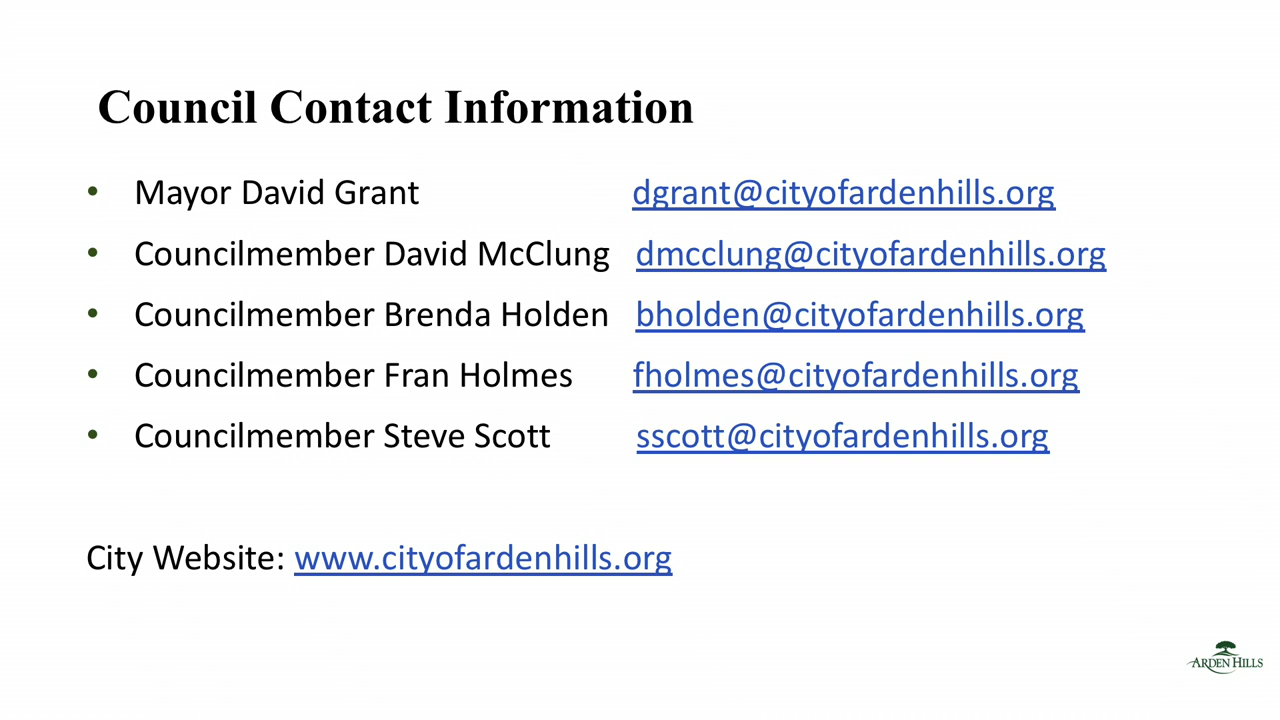 Council Contact Information
• Mayor David Grant dgrant@cityofardenhills.org
• Councilmember David McClung dmcclung@cityofardenhills.org
• Councilmember Brenda Holden bholden@cityofardenhills.org
• Councilmember Fran Holmes fholmes@cityofardenhills.org
• Councilmember Steve Scott sscott@cityofardenhills.org
City Website: www.cityofardenhills.org
ARDEN HILLS